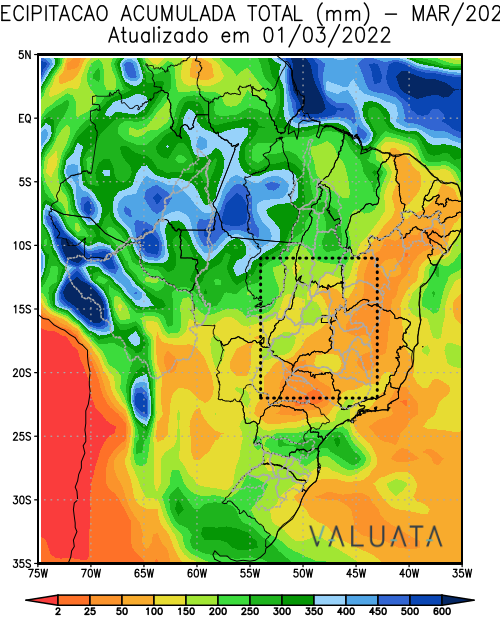 ECIPITACAO ACUMULADA TOTAL (mm) – MAR/202
Atualizado em 01/03/2022
5N
EQ
5S
10S
15S
20S
25S
30S
35S
VALUATA
75W 70W 65W 60W 55W 50W 45W 40W 35W
2 25 50 100 150 200 250 300 350 400 450 500 600